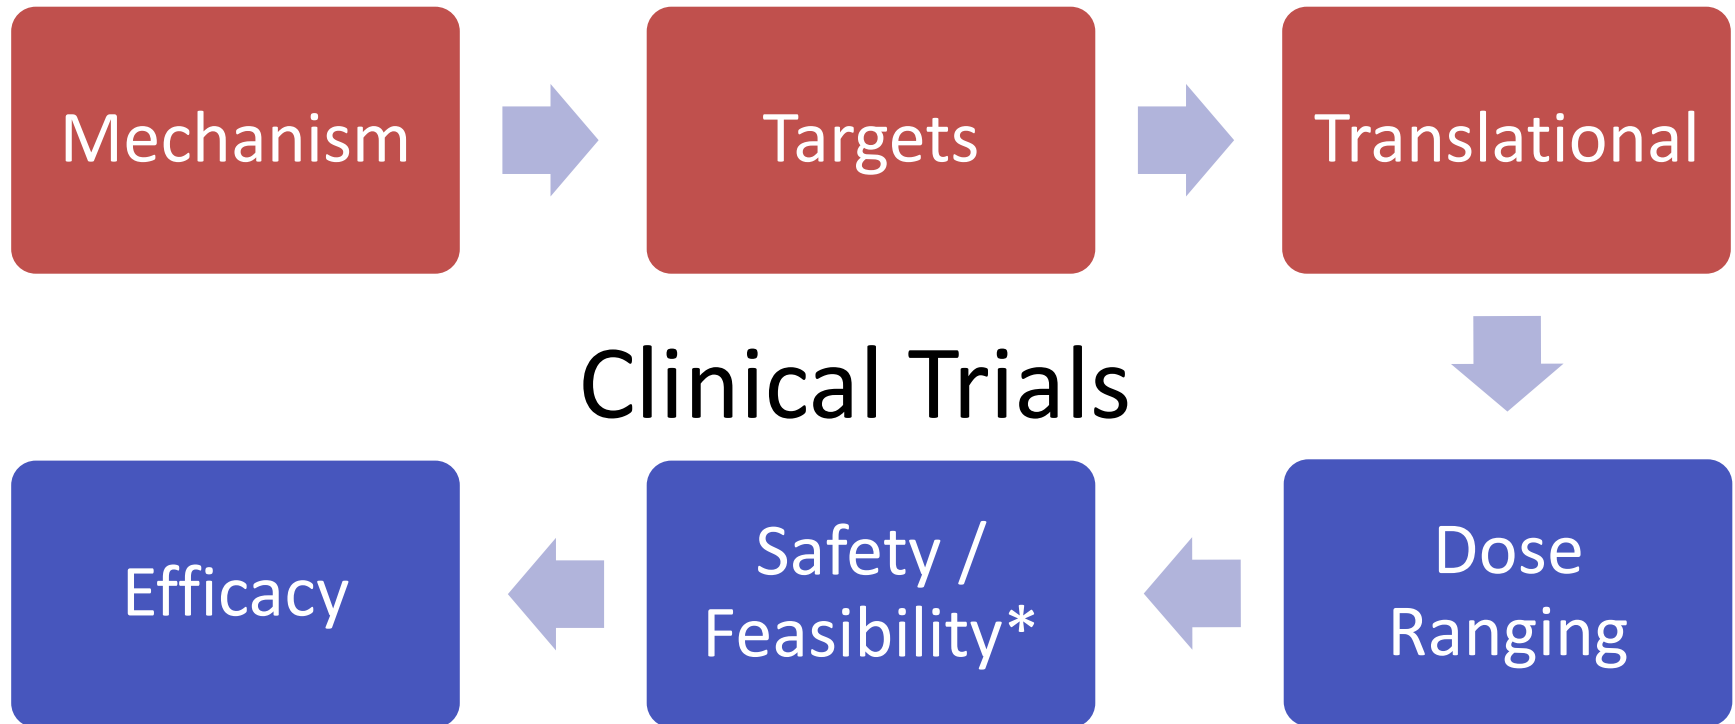 Mechanism
Targets
Translational
Clinical Trials
Efficacy
Safety /
Feasibility*
Dose
Ranging